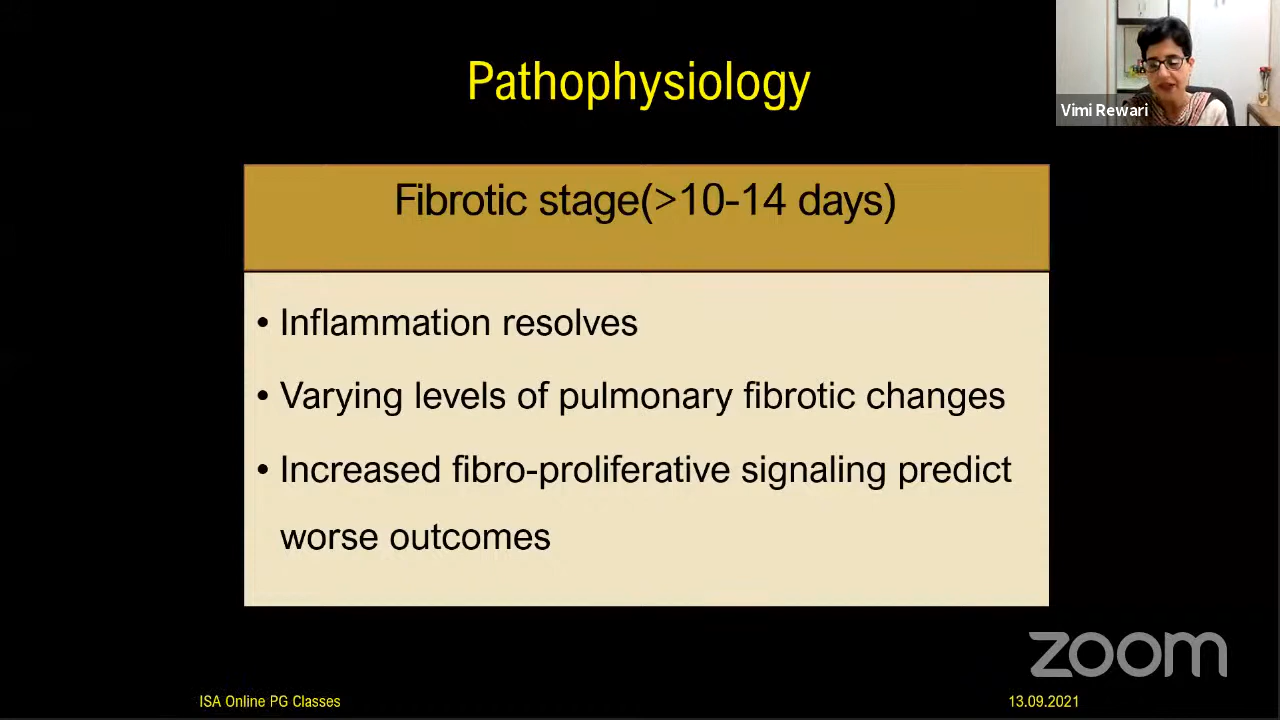 Pathophysiology
Vimi Rewari
Fibrotic stage(>10-14 days)
• Inflammation resolves
• Varying levels of pulmonary fibrotic changes
• Increased fibro-proliferative signaling predict
worse outcomes
zoom
ISA Online PG Classes
13.09.2021